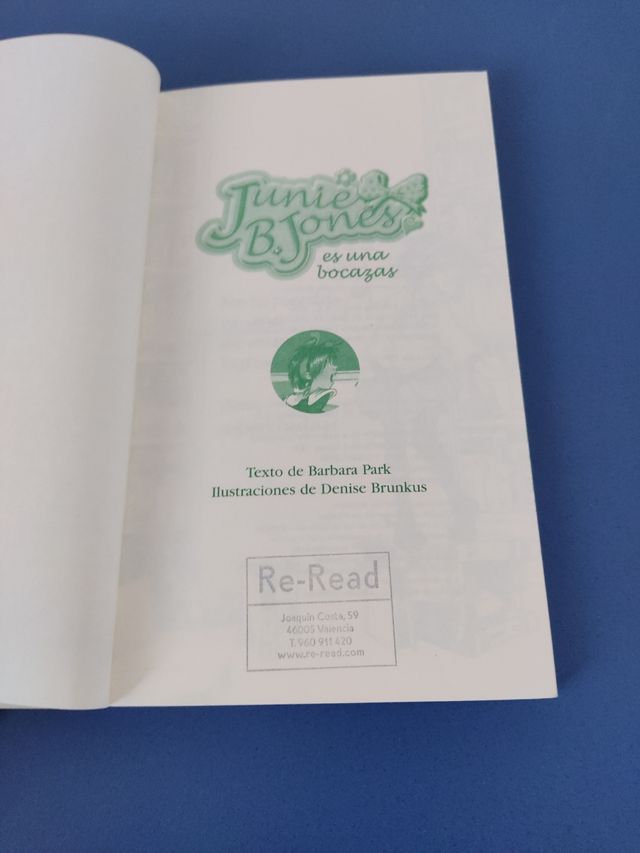 Junie
B. Jones
es una
bocazas
Texto de Barbara Park
Ilustraciones de Denise Brunkus
Re-Read
Joaquín Costa, 59
46005 Valencia
T. 960 911 420
www.re-read.com